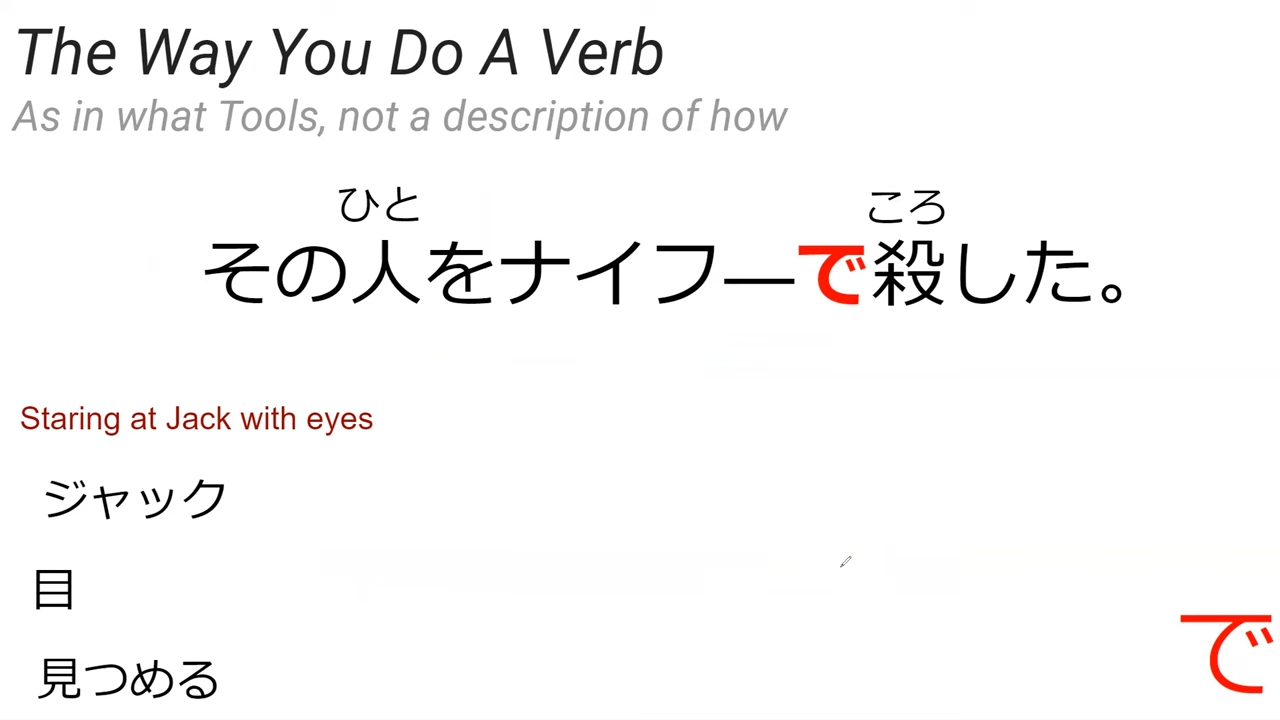 The Way You Do A Verb
As in what Tools, not a description of how
ひと ころ
その人をナイフ―で殺した。
Staring at Jack with eyes
ジャック
目
見つめる
で